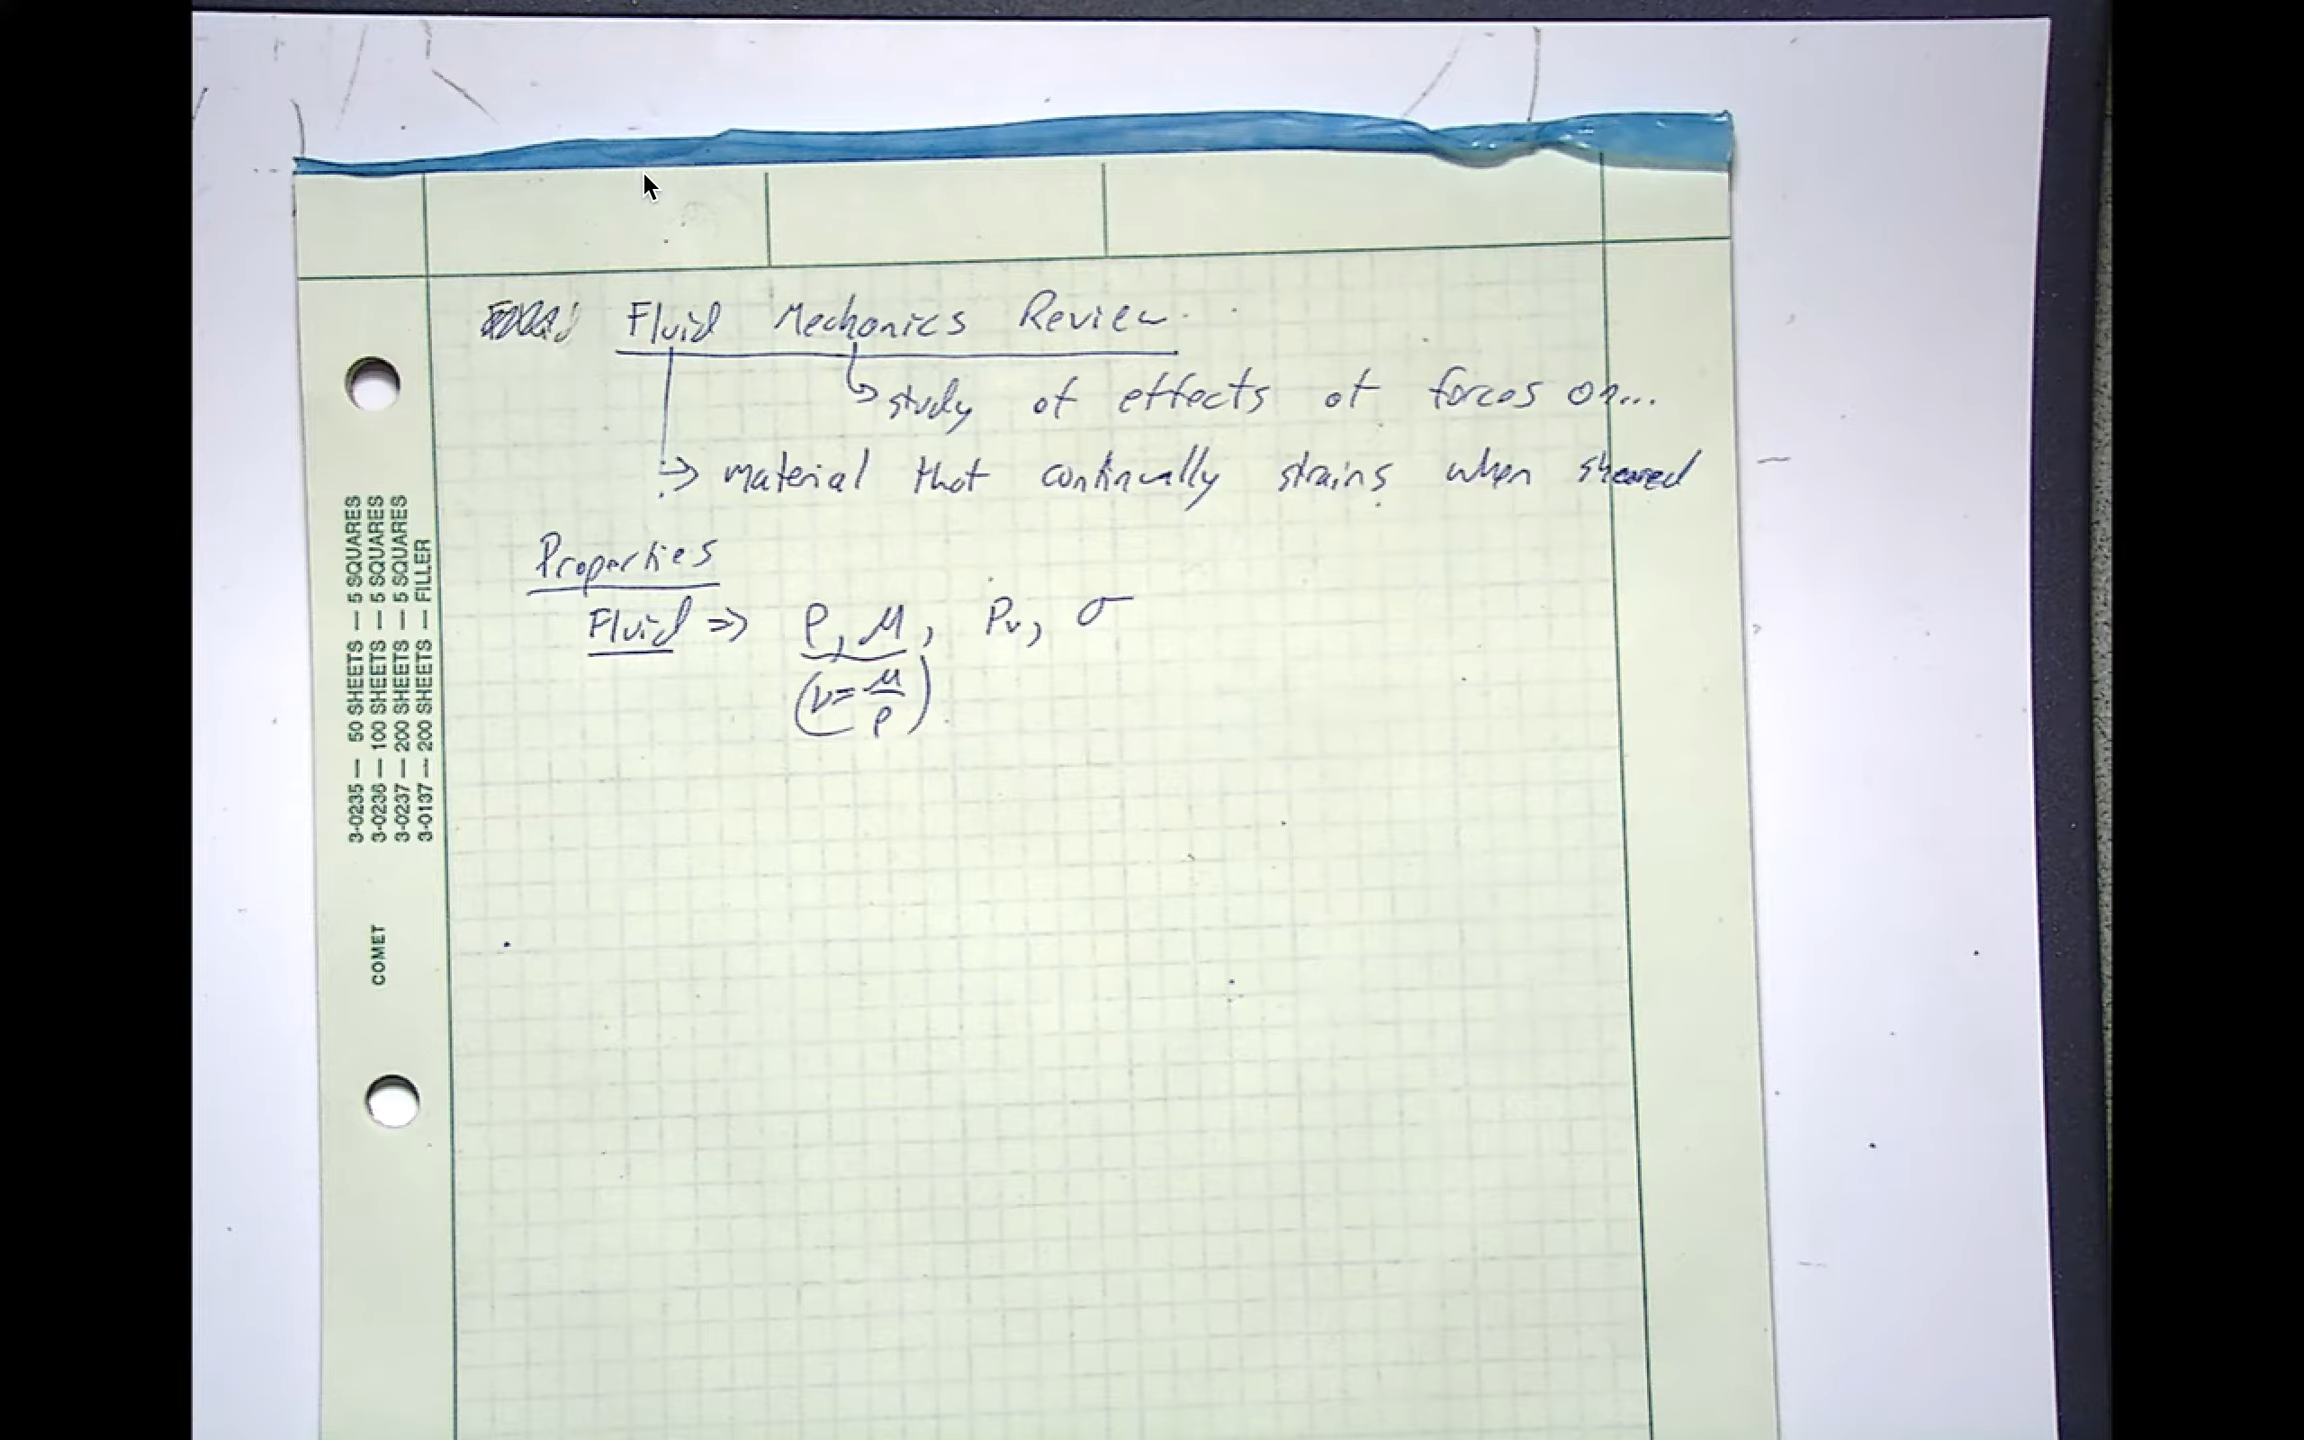 Fluid Mechanics Review
↳ study of effects of forces on...
↳ material that continually strains when sheared
Properties
Fluid ⇒ ρ, μ, Pv, σ
(ν = μ/ρ)
3-0235 — 50 SHEETS — 5 SQUARES
3-0236 — 100 SHEETS — 5 SQUARES
3-0237 — 200 SHEETS — 5 SQUARES
3-0137 — 200 SHEETS — FILLER
COMET